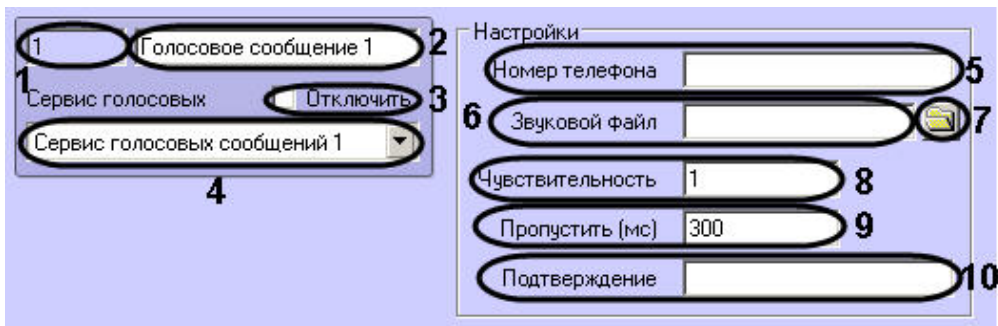 1 Голосовое сообщение 1 2
1
Сервис голосовых Отключить 3
Сервис голосовых сообщений 1
4
Настройки
Номер телефона 5
6 Звуковой файл 7
Чувствительность 1 8
Пропустить (мс) 300 9
Подтверждение 10